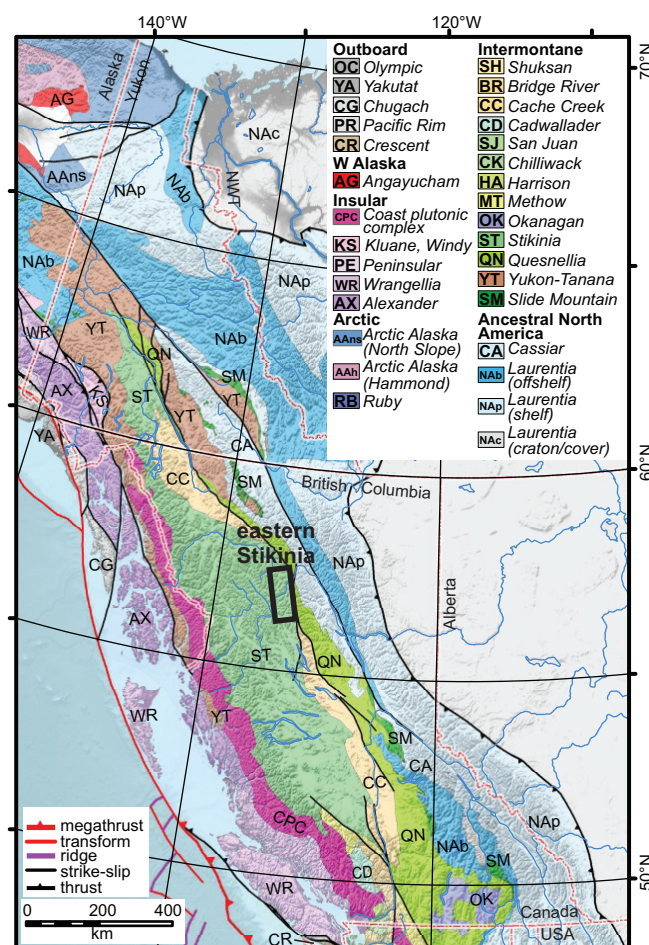 140°W
120°W
70°N
60°N
50°N
Outboard
OC Olympic
YA Yakutat
CG Chugach
PR Pacific Rim
CR Crescent
W Alaska
AG Angayucham
Insular
CPC Coast plutonic
complex
KS Kluane, Windy
PE Peninsular
WR Wrangellia
AX Alexander
Arctic
AAns Arctic Alaska
(North Slope)
AAh Arctic Alaska
(Hammond)
RB Ruby
Intermontane
SH Shuksan
BR Bridge River
CC Cache Creek
CD Cadwallader
SJ San Juan
CK Chilliwack
HA Harrison
MT Methow
OK Okanagan
ST Stikinia
QN Quesnellia
YT Yukon-Tanana
SM Slide Mountain
Ancestral North
America
CA Cassiar
NAb Laurentia
(offshelf)
NAp Laurentia
(shelf)
NAc Laurentia
(craton/cover)
Alaska
Yukon
AG
AAns
NAp
NAb
NWT
NAc
NAp
NAb
WR
YT
NAb
QN
SM
ST
YT
YT
AX
KS
CA
YA
CC
SM
British Columbia
eastern
Stikinia
NAp
CG
AX
Alberta
ST
QN
WR
YT
SM
CA
CC
NAp
CPC
QN
NAb
SM
CD
OK
WR
Canada
USA
CR
megathrust
transform
ridge
strike-slip
thrust
0 200 400
km